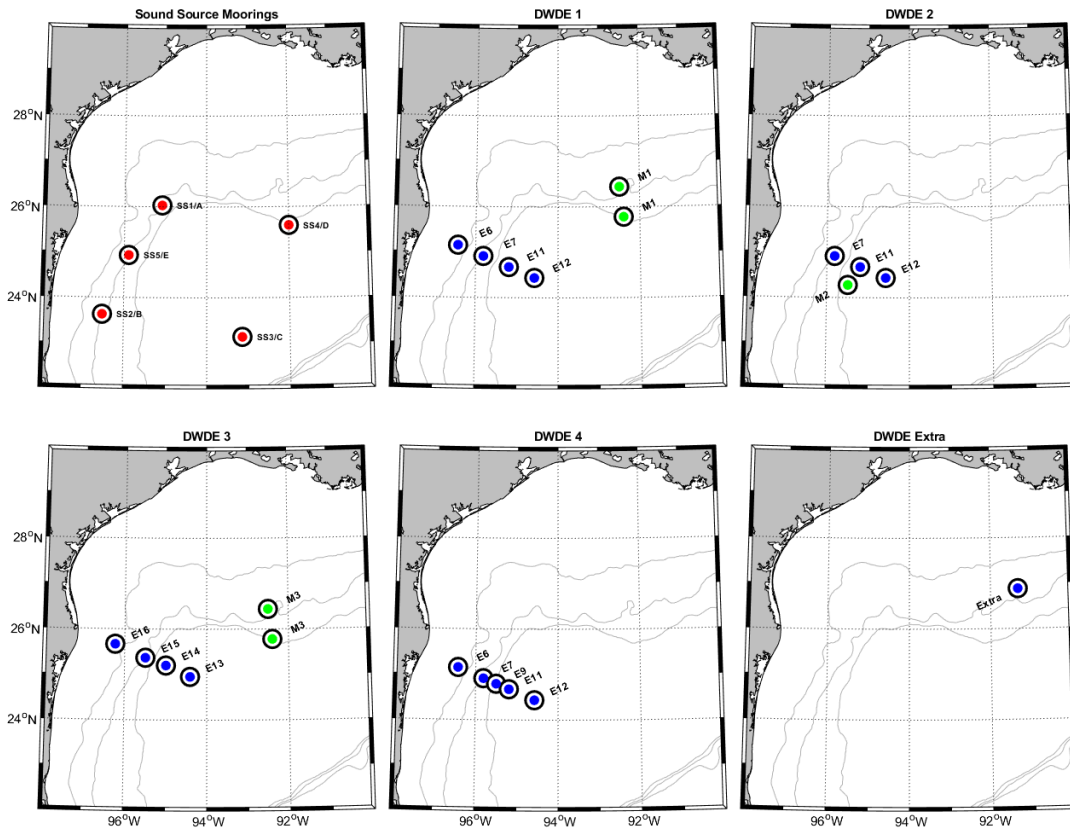 Sound Source Moorings
DWDE 1
DWDE 2
28°N
26°N
24°N
SS1/A
SS4/D
SS5/E
SS2/B
SS3/C
M1
M1
E6
E7
E11
E12
E7
E11
E12
M2
DWDE 3
DWDE 4
DWDE Extra
28°N
26°N
24°N
M3
M3
E16
E15
E14
E13
E6
E7
E9
E11
E12
Extra
96°W 94°W 92°W
96°W 94°W 92°W
96°W 94°W 92°W